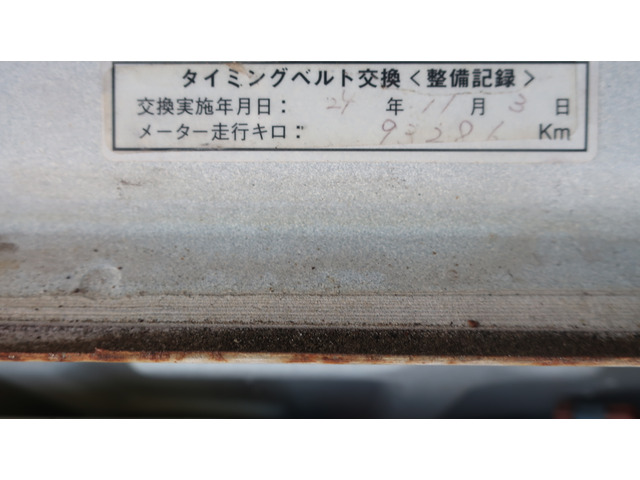 タイミングベルト交換<整備記録>
交換実施年月日: 24 年 11 月 3 日
メーター走行キロ: 93281 Km